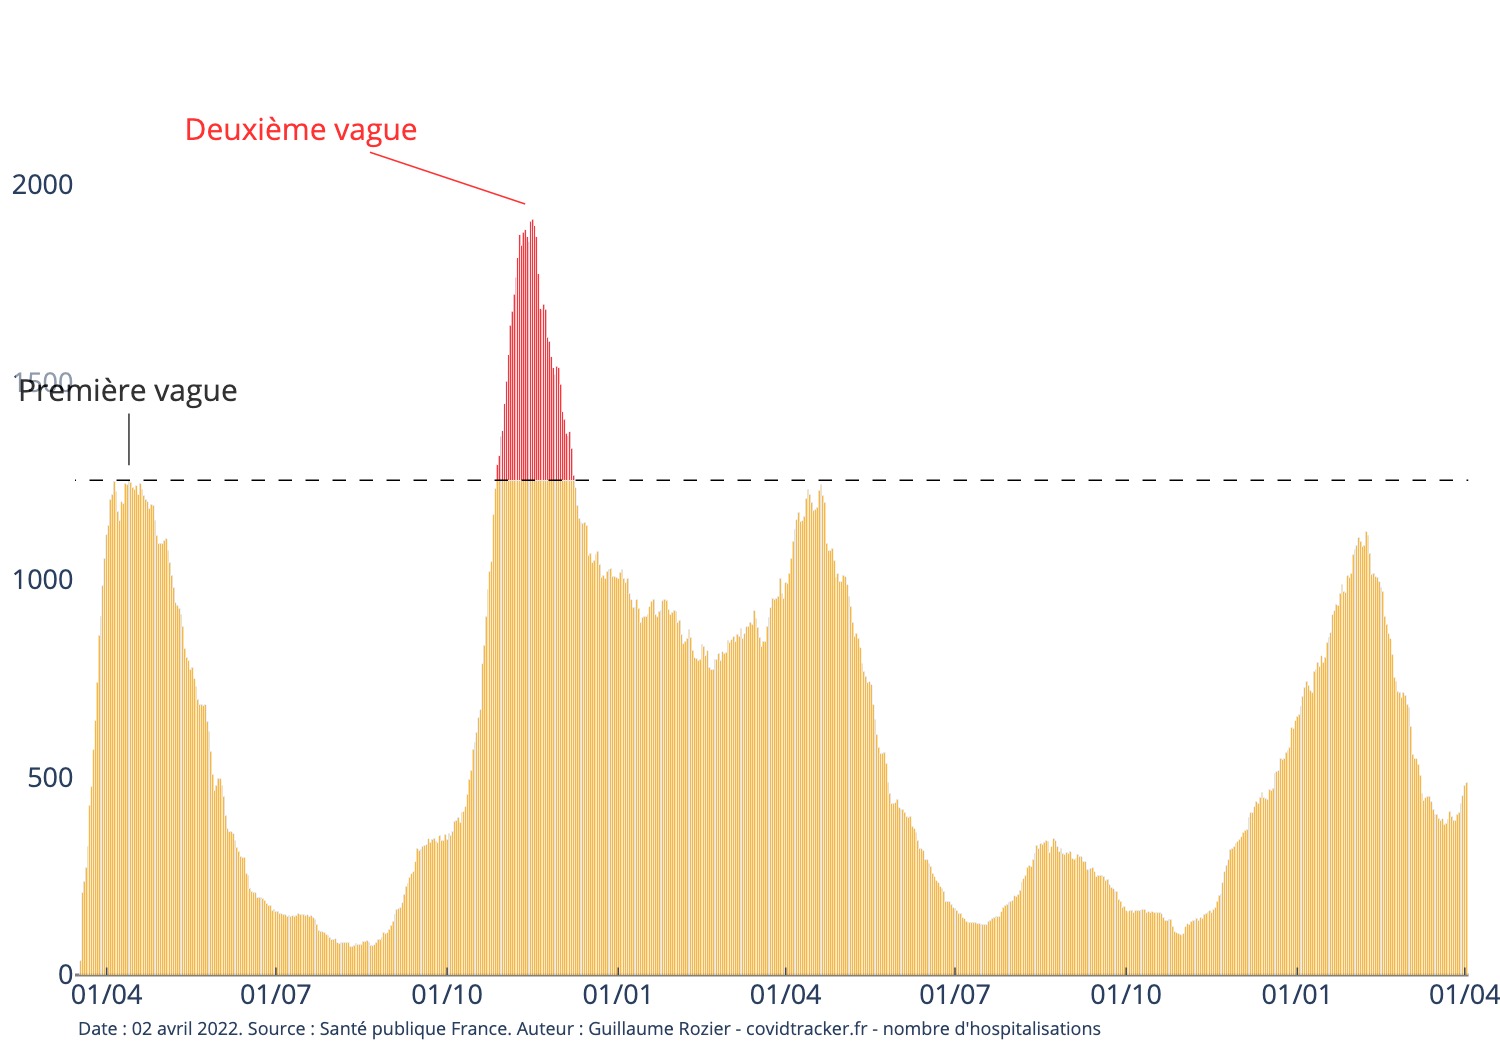 Deuxième vague
2000
1500
Première vague
1000
500
0
01/04 01/07 01/10 01/01 01/04 01/07 01/10 01/01 01/04
Date : 02 avril 2022. Source : Santé publique France. Auteur : Guillaume Rozier - covidtracker.fr - nombre d'hospitalisations